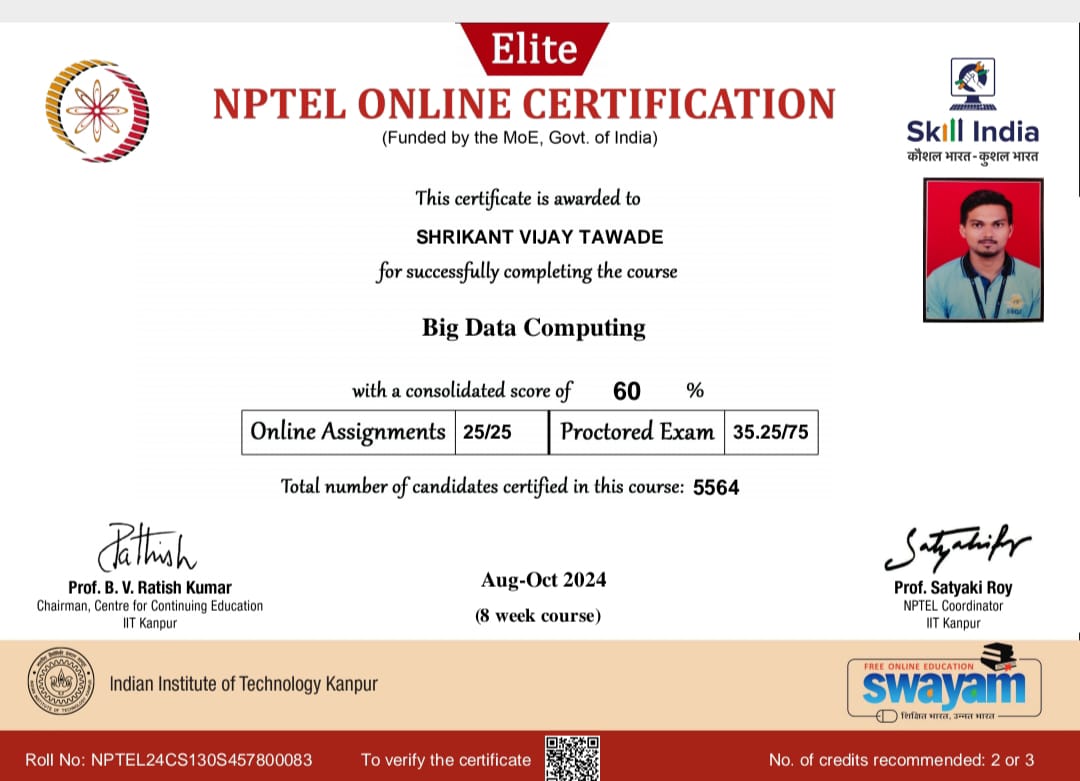 Elite
NPTEL ONLINE CERTIFICATION
(Funded by the MoE, Govt. of India)
Skill India
कौशल भारत-कुशल भारत
This certificate is awarded to
SHRIKANT VIJAY TAWADE
for successfully completing the course
Big Data Computing
with a consolidated score of 60 %
Online Assignments 25/25 Proctored Exam 35.25/75
Total number of candidates certified in this course: 5564
Prof. B. V. Ratish Kumar
Chairman, Centre for Continuing Education
IIT Kanpur
Aug-Oct 2024
(8 week course)
Prof. Satyaki Roy
NPTEL Coordinator
IIT Kanpur
Indian Institute of Technology Kanpur
FREE ONLINE EDUCATION
swayam
शिक्षित भारत, उन्नत भारत
Roll No: NPTEL24CS130S457800083 To verify the certificate No. of credits recommended: 2 or 3